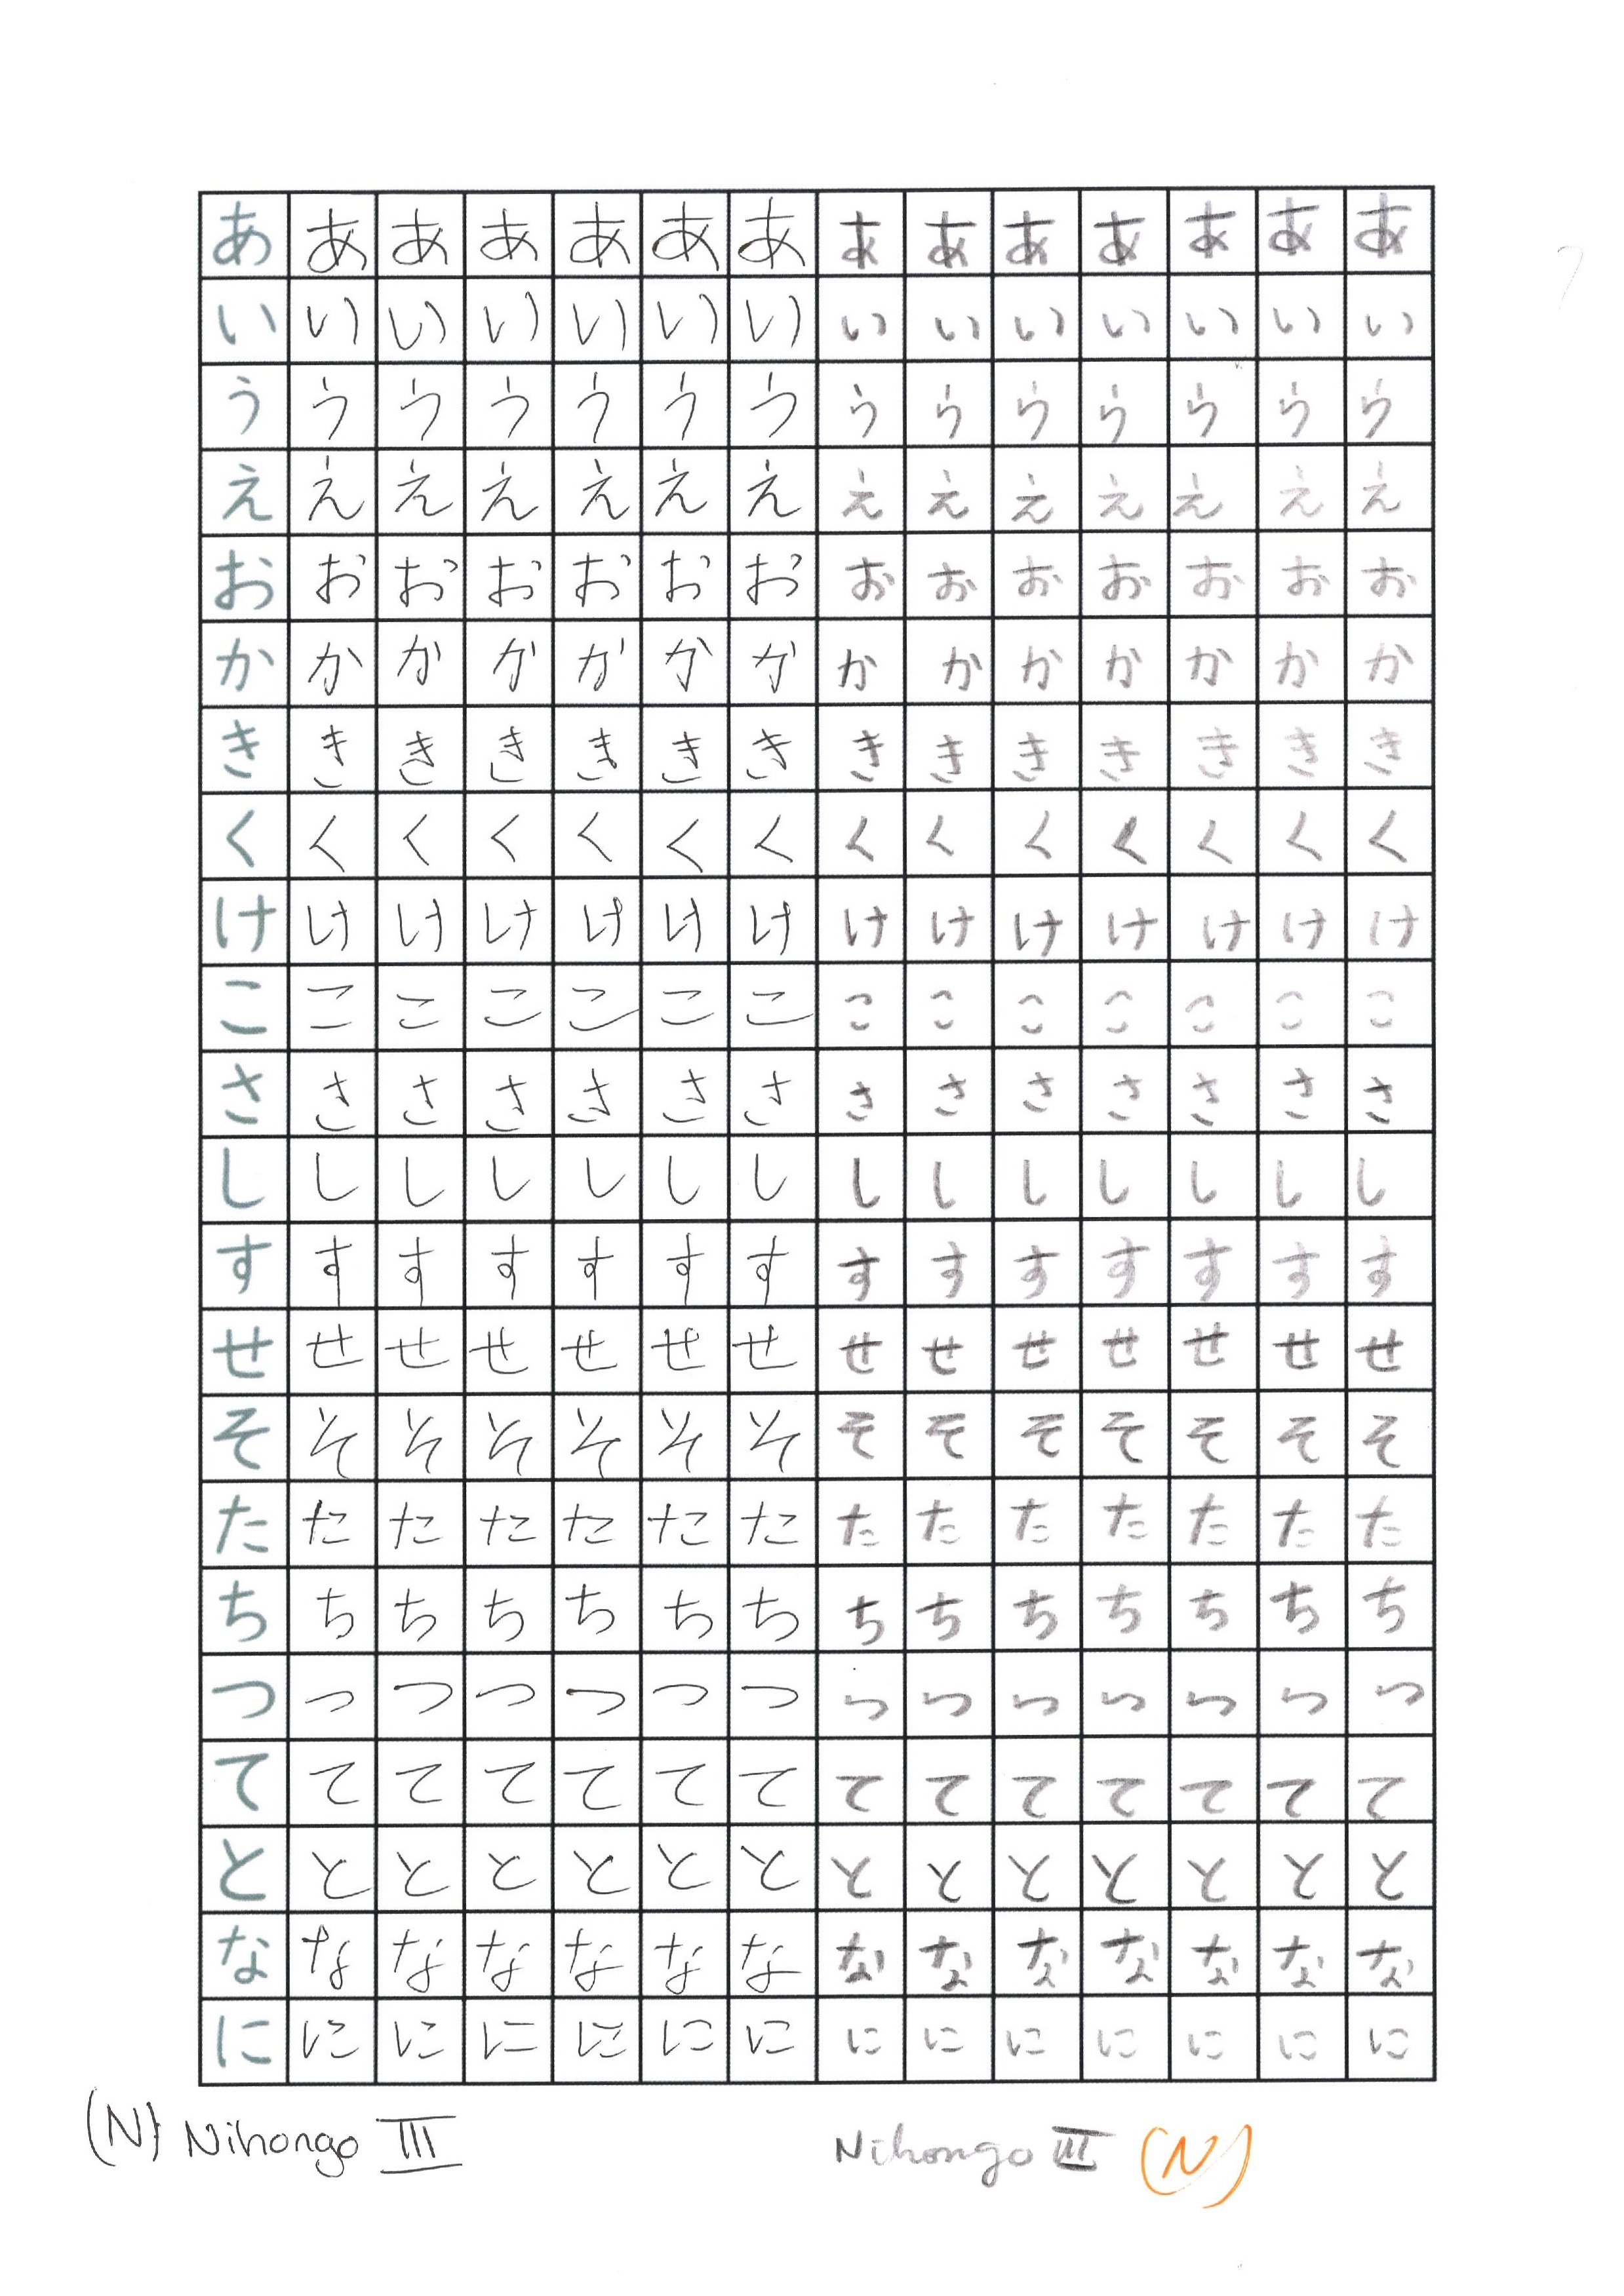 あ あ あ あ あ あ あ あ あ あ あ あ あ あ
い い い い い い い い い い い い い い
う う う う う う う う う う う う う う
え え え え え え え え え え え え え え
お お お お お お お お お お お お お お
か か か か か か か か か か か か か か
き き き き き き き き き き き き き き
く く く く く く く く く く く く く く
け け け け け け け け け け け け け け
こ こ こ こ こ こ こ こ こ こ こ こ こ こ
さ さ さ さ さ さ さ さ さ さ さ さ さ さ
し し し し し し し し し し し し し し
す す す す す す す す す す す す す す
せ せ せ せ せ せ せ せ せ せ せ せ せ せ
そ そ そ そ そ そ そ そ そ そ そ そ そ そ
た た た た た た た た た た た た た た
ち ち ち ち ち ち ち ち ち ち ち ち ち ち
つ つ つ つ つ つ つ つ つ つ つ つ つ つ
て て て て て て て て て て て て て て
と と と と と と と と と と と と と と
な な な な な な な な な な な な な な
に に に に に に に に に に に に に に
(N) Nihongo III Nihongo III (N)